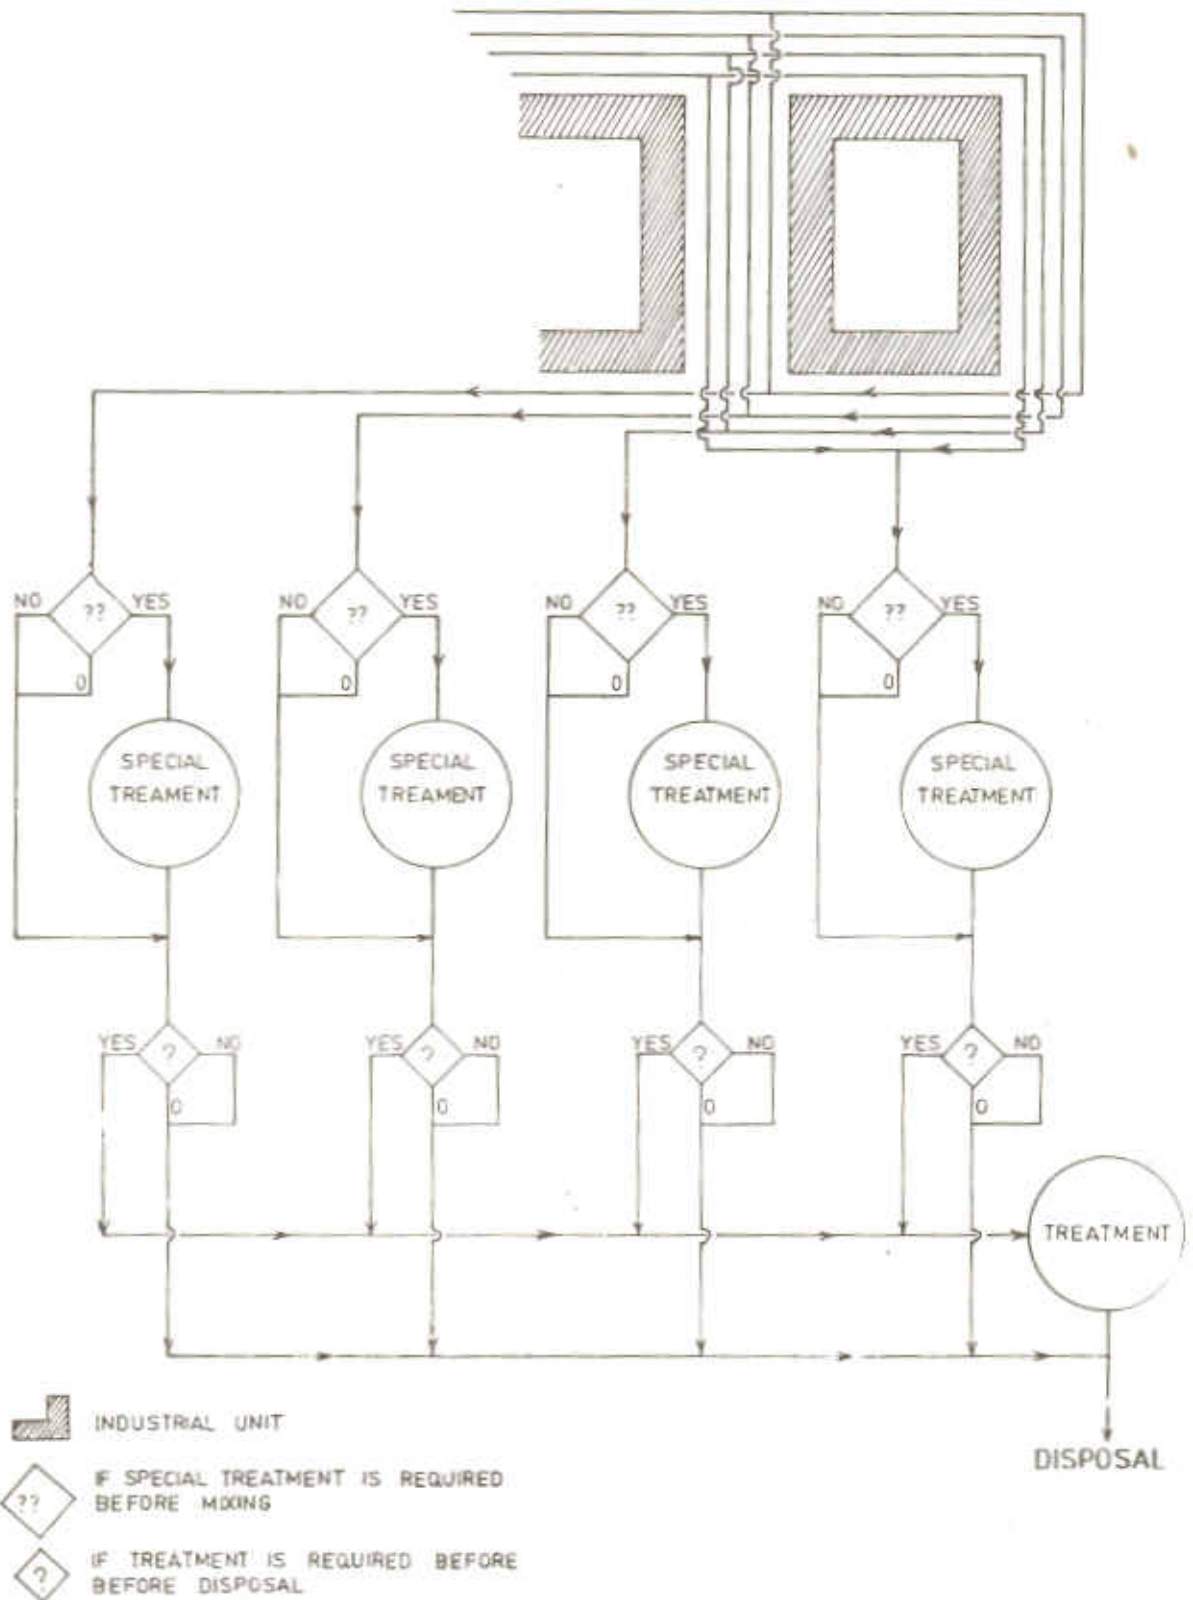 NO ?? YES NO ?? YES NO ?? YES NO ?? YES
0 0 0 0
SPECIAL SPECIAL SPECIAL SPECIAL
TREAMENT TREAMENT TREATMENT TREATMENT
YES ? NO YES ? NO YES ? NO YES ? NO
0 0 0 0
TREATMENT
INDUSTRIAL UNIT
DISPOSAL
?? IF SPECIAL TREATMENT IS REQUIRED
BEFORE MIXING
? IF TREATMENT IS REQUIRED BEFORE
BEFORE DISPOSAL